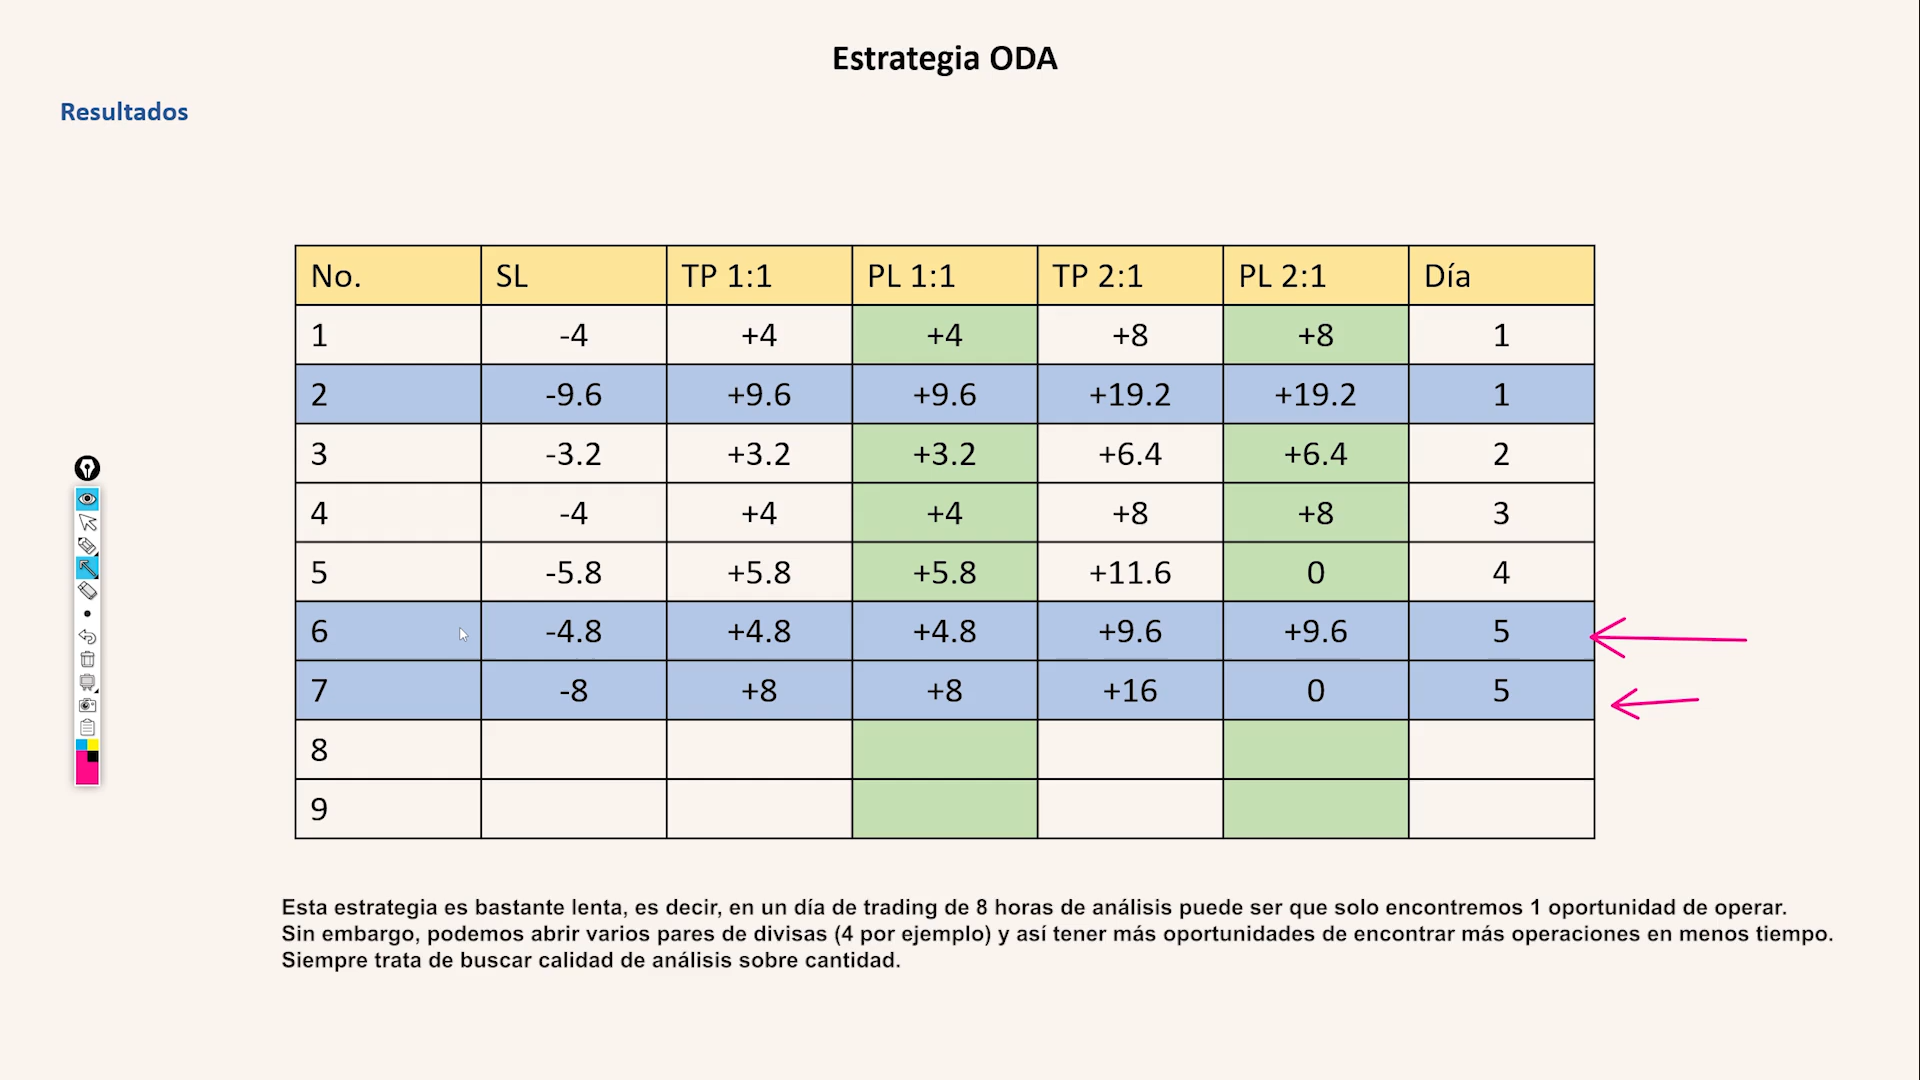 Estrategia ODA
Resultados
No. SL TP 1:1 PL 1:1 TP 2:1 PL 2:1 Día
1 -4 +4 +4 +8 +8 1
2 -9.6 +9.6 +9.6 +19.2 +19.2 1
3 -3.2 +3.2 +3.2 +6.4 +6.4 2
4 -4 +4 +4 +8 +8 3
5 -5.8 +5.8 +5.8 +11.6 0 4
6 -4.8 +4.8 +4.8 +9.6 +9.6 5
7 -8 +8 +8 +16 0 5
8
9
Esta estrategia es bastante lenta, es decir, en un día de trading de 8 horas de análisis puede ser que solo encontremos 1 oportunidad de operar.
Sin embargo, podemos abrir varios pares de divisas (4 por ejemplo) y así tener más oportunidades de encontrar más operaciones en menos tiempo.
Siempre trata de buscar calidad de análisis sobre cantidad.